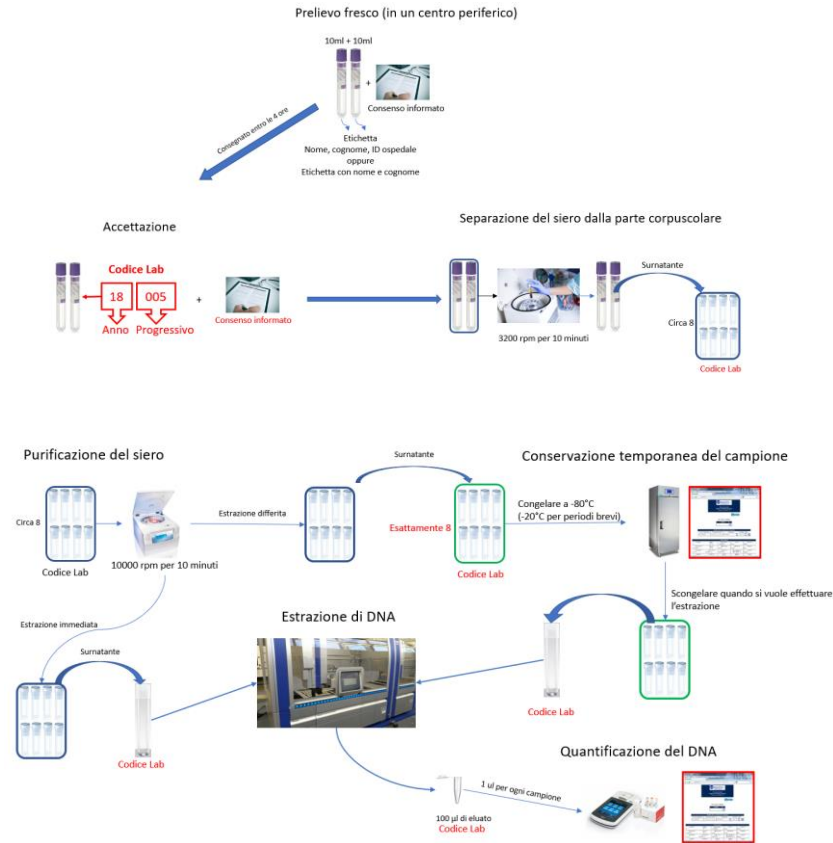 Prelievo fresco (in un centro periferico)
10ml + 10ml
+
Consenso informato
Consegnato entro le 4 ore
Etichetta
Nome, cognome, ID ospedale
oppure
Etichetta con nome e cognome
Accettazione
Codice Lab
18
005
Anno
Progressivo
+
Consenso informato
Separazione del siero dalla parte corpuscolare
3200 rpm per 10 minuti
Surnatante
Circa 8
Codice Lab
Purificazione del siero
Circa 8
Codice Lab
10000 rpm per 10 minuti
Estrazione differita
Surnatante
Esattamente 8
Codice Lab
Conservazione temporanea del campione
Congelare a -80°C
(-20°C per periodi brevi)
Scongelare quando si vuole effettuare
l'estrazione
Codice Lab
Estrazione immediata
Surnatante
Codice Lab
Estrazione di DNA
100 µl di eluato
Codice Lab
1 ul per ogni campione
Quantificazione del DNA